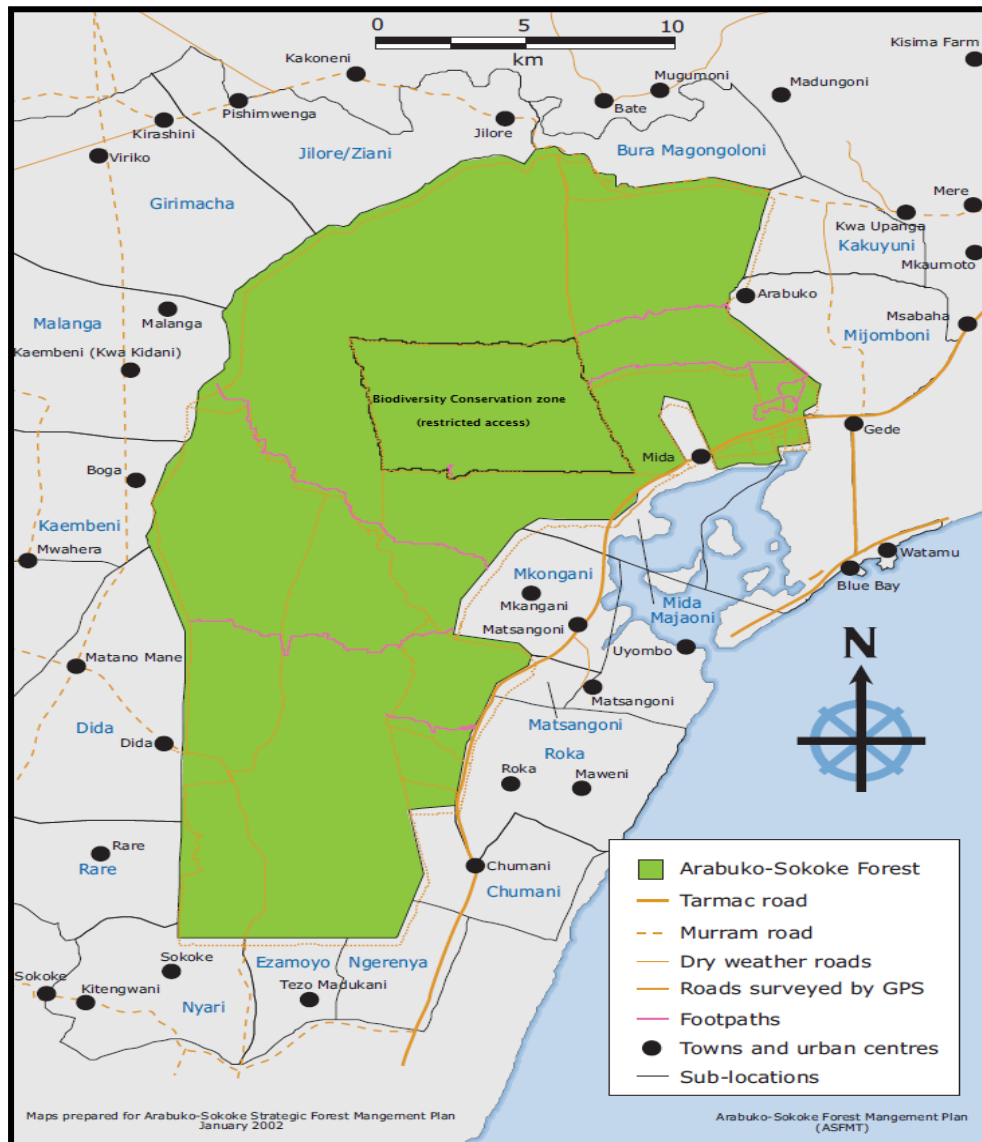 0 5 10
km
Kisima Farm
Kakoneni
Mugumoni
Madungoni
Pishimwenga
Bate
Kirashini
Jilore
Viriko
Jilore/Ziani
Bura Magongoloni
Girimacha
Mere
Kwa Upanga
Kakuyuni
Mkaumoto
Arabuko
Malanga
Malanga
Msabaha
Mijomboni
Kaembeni (Kwa Kidani)
Biodiversity Conservation zone
(restricted access)
Gede
Mida
Boga
Kaembeni
Mwahera
Watamu
Blue Bay
Mkongani
Mkangani
Mida
Majaoni
Matsangoni
Uyombo
N
Matano Mane
Matsangoni
Matsangoni
Dida
Dida
Roka
Roka
Maweni
Rare
Rare
Chumani
Chumani
Arabuko-Sokoke Forest
Tarmac road
Murram road
Dry weather roads
Roads surveyed by GPS
Footpaths
Towns and urban centres
Sub-locations
Sokoke
Ezamoyo
Ngerenya
Sokoke
Kitengwani
Nyari
Tezo Madukani
Maps prepared for Arabuko-Sokoke Strategic Forest Mangement Plan
January 2002
Arabuko-Sokoke Forest Mangement Plan
(ASFMT)